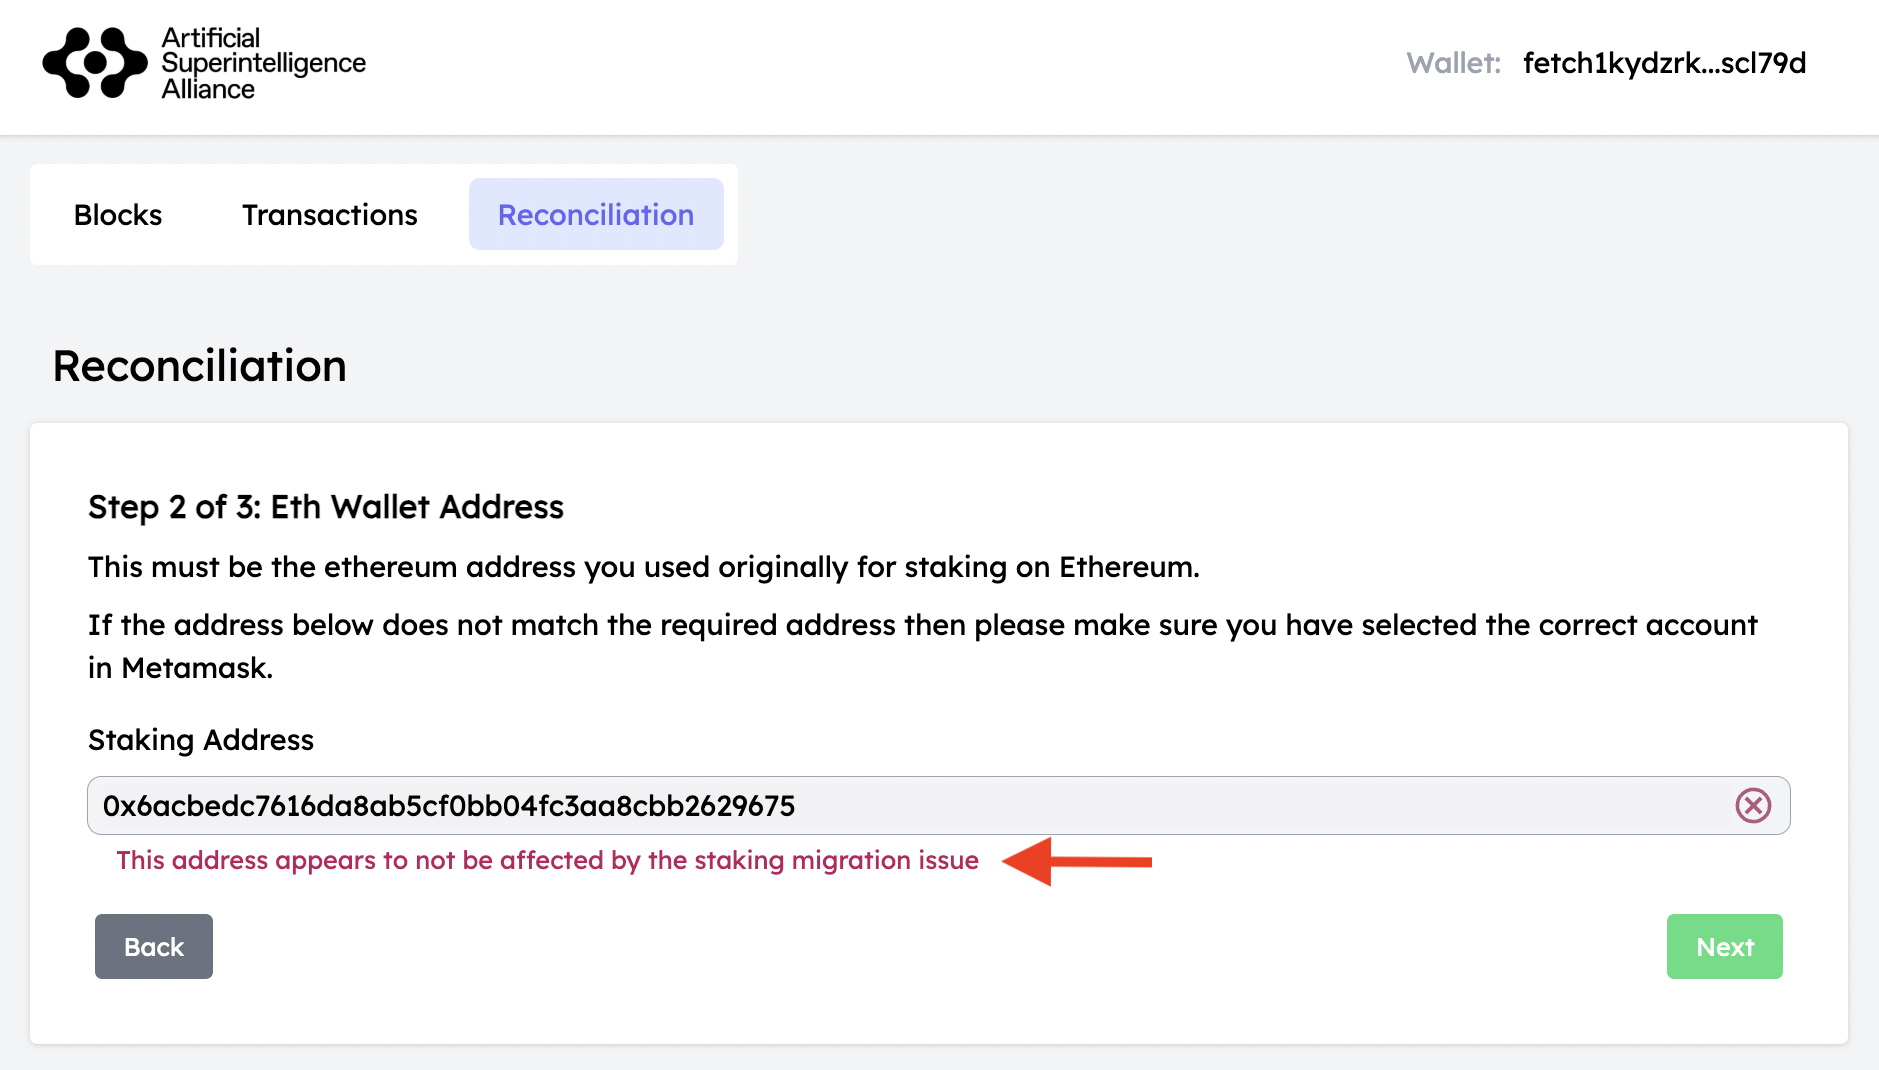 Artificial
Superintelligence
Alliance
Wallet: fetch1kydzrk...scl79d
Blocks Transactions Reconciliation
Reconciliation
Step 2 of 3: Eth Wallet Address
This must be the ethereum address you used originally for staking on Ethereum.
If the address below does not match the required address then please make sure you have selected the correct account
in Metamask.
Staking Address
0x6acbedc7616da8ab5cf0bb04fc3aa8cbb2629675
This address appears to not be affected by the staking migration issue
Back Next